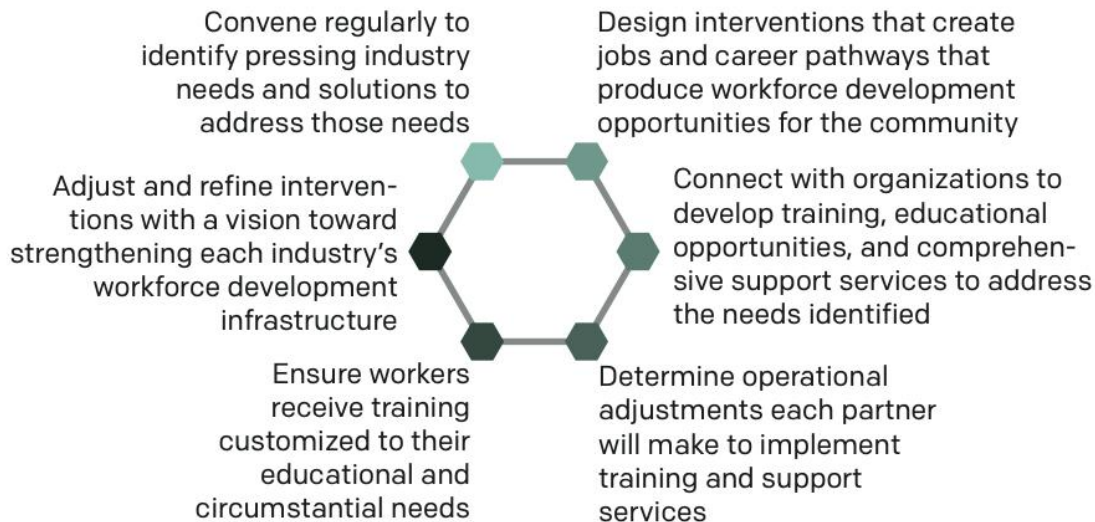 Convene regularly to
identify pressing industry
needs and solutions to
address those needs
Design interventions that create
jobs and career pathways that
produce workforce development
opportunities for the community
Connect with organizations to
develop training, educational
opportunities, and comprehen-
sive support services to address
the needs identified
Determine operational
adjustments each partner
will make to implement
training and support
services
Ensure workers
receive training
customized to their
educational and
circumstantial needs
Adjust and refine interven-
tions with a vision toward
strengthening each industry's
workforce development
infrastructure